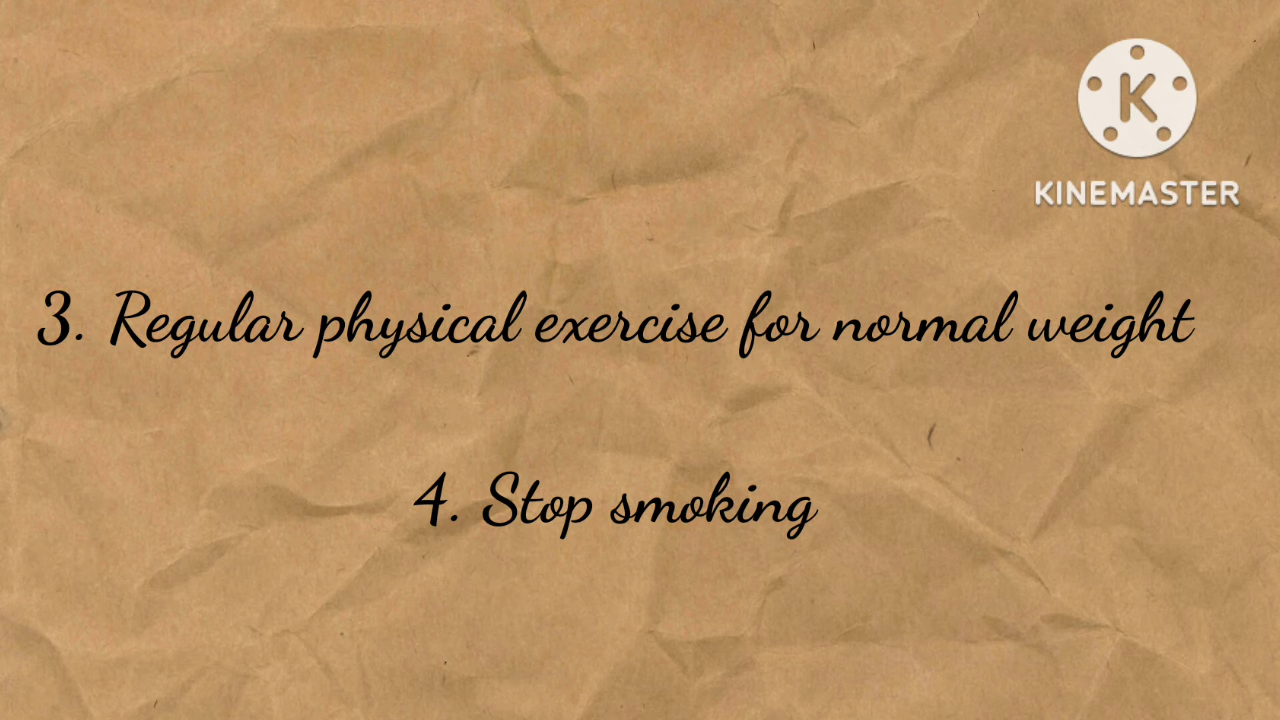 K
KINEMASTER
3. Regular physical exercise for normal weight
4. Stop smoking